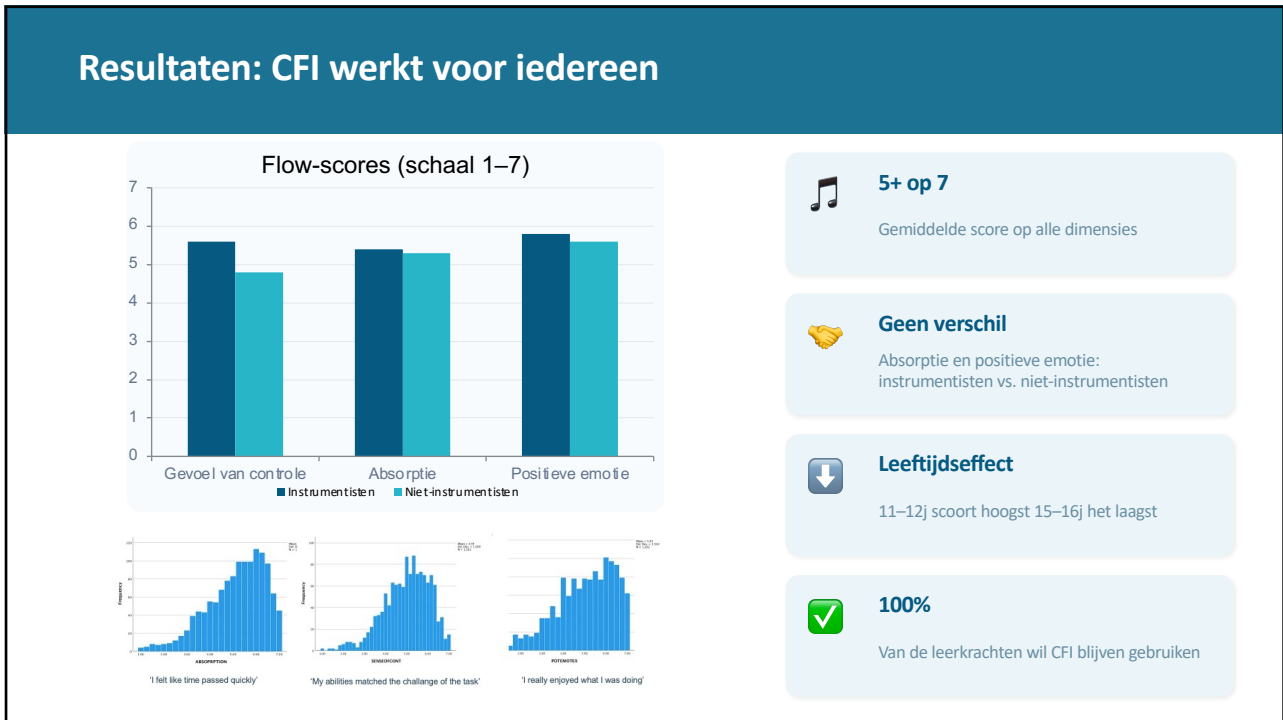 Resultaten: CFI werkt voor iedereen
Flow-scores (schaal 1–7)
7
6
5
4
3
2
1
0
Gevoel van controle
Absorptie
Positieve emotie
Instrumentisten
Niet-instrumentisten
Frequency
ABSOPRPTION
'I felt like time passed quickly'
SENSEOFCONT
'My abilities matched the challange of the task'
POTEMOTES
'I really enjoyed what I was doing'
5+ op 7
Gemiddelde score op alle dimensies
Geen verschil
Absorptie en positieve emotie:
instrumentisten vs. niet-instrumentisten
Leeftijdseffect
11–12j scoort hoogst 15–16j het laagst
100%
Van de leerkrachten wil CFI blijven gebruiken